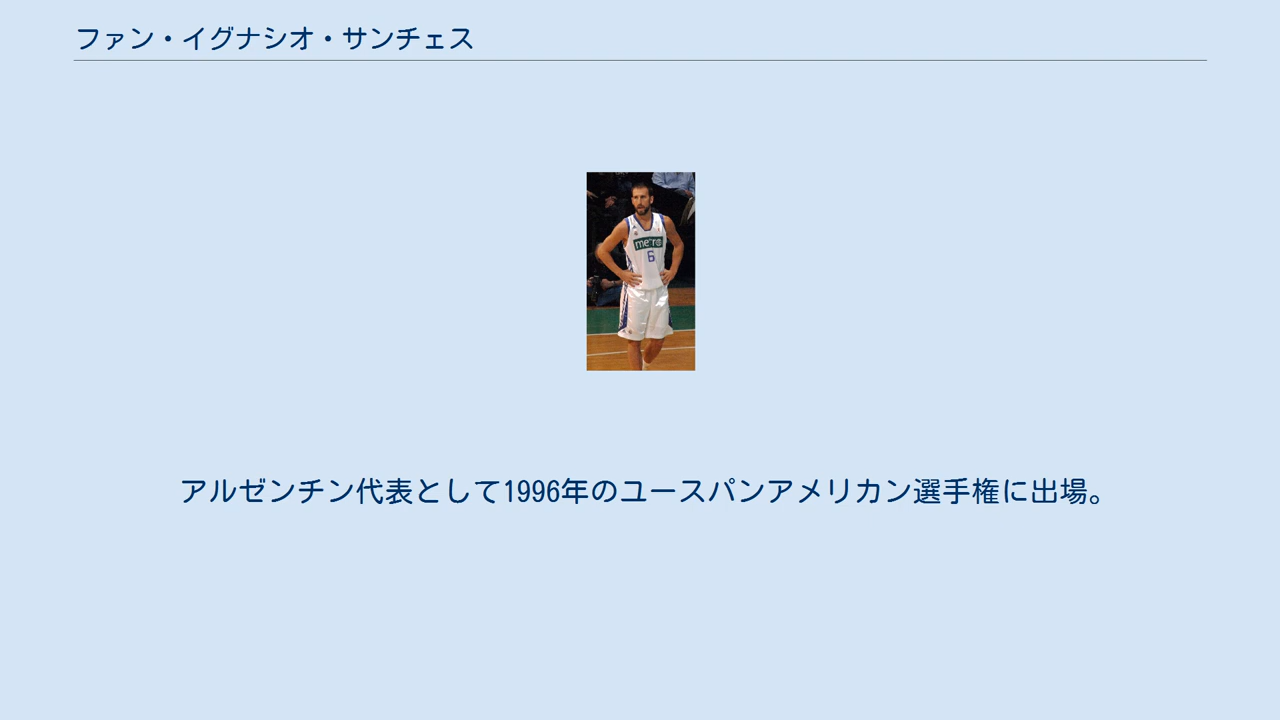 ファン・イグナシオ・サンチェス
metro
6
アルゼンチン代表として1996年のユースパンアメリカン選手権に出場。